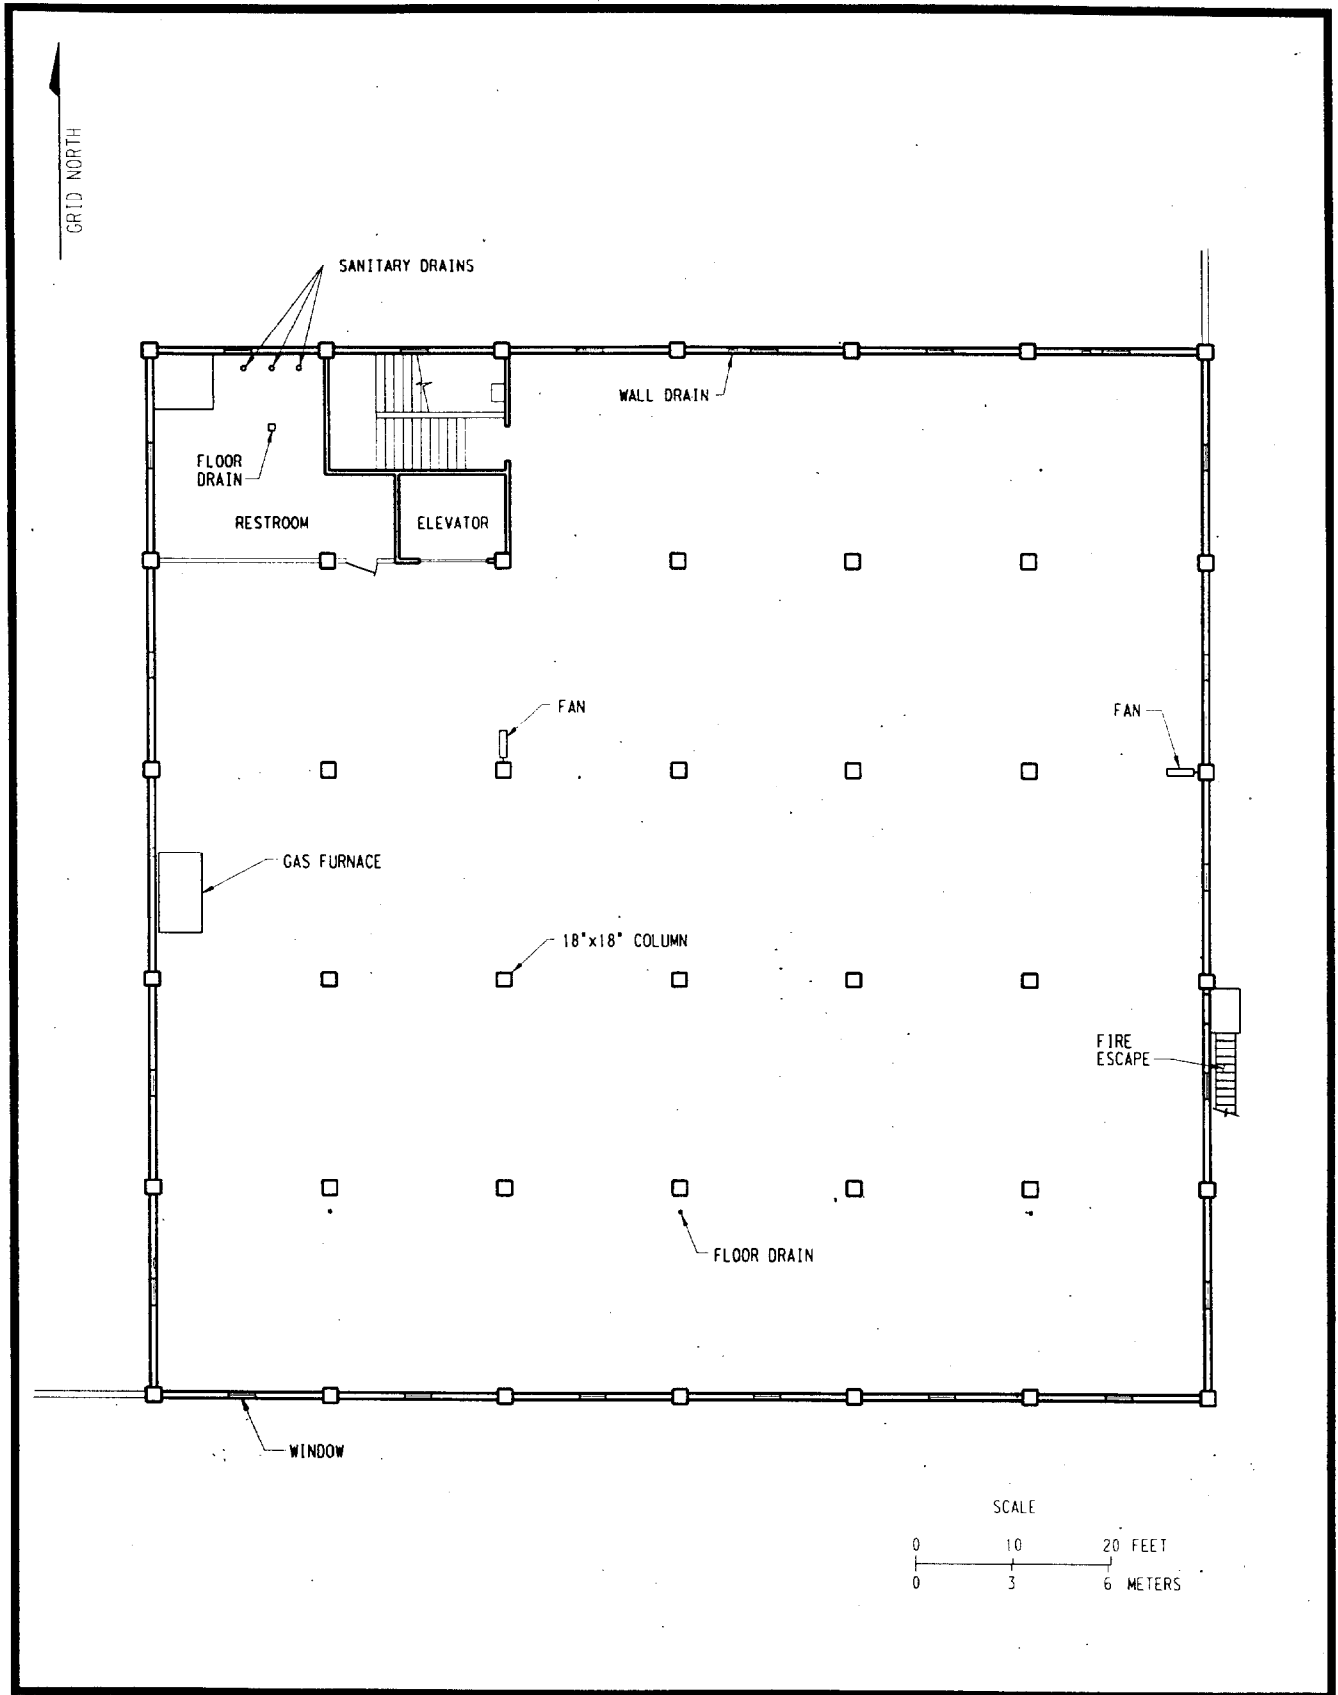 GRID NORTH
SANITARY DRAINS
WALL DRAIN
FLOOR
DRAIN
RESTROOM
ELEVATOR
FAN
FAN
GAS FURNACE
18"x18" COLUMN
FIRE
ESCAPE
FLOOR DRAIN
WINDOW
SCALE
0 10 20 FEET
0 3 6 METERS